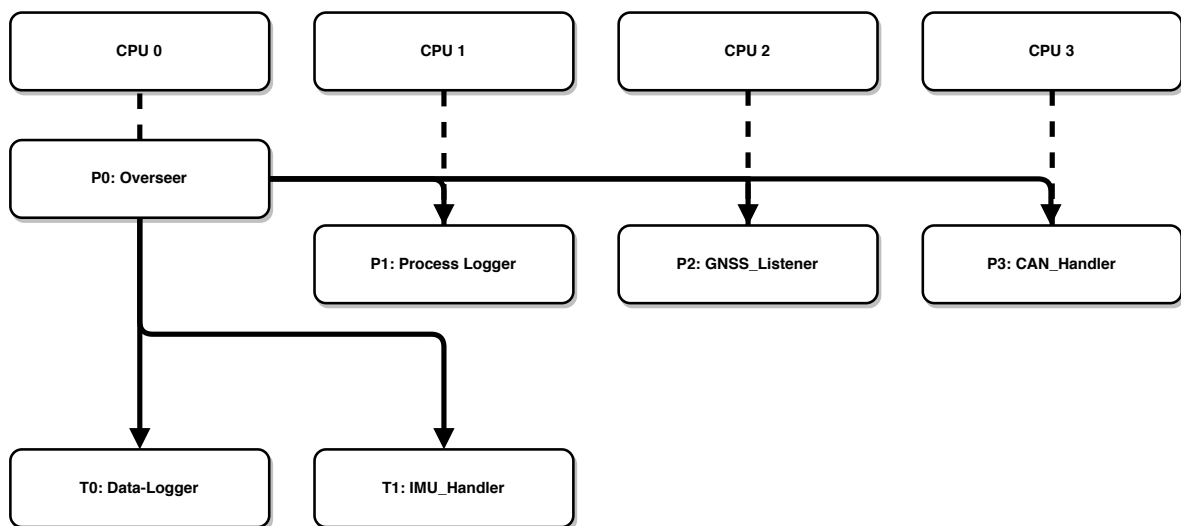 CPU 0
CPU 1
CPU 2
CPU 3
P0: Overseer
P1: Process Logger
P2: GNSS_Listener
P3: CAN_Handler
T0: Data-Logger
T1: IMU_Handler